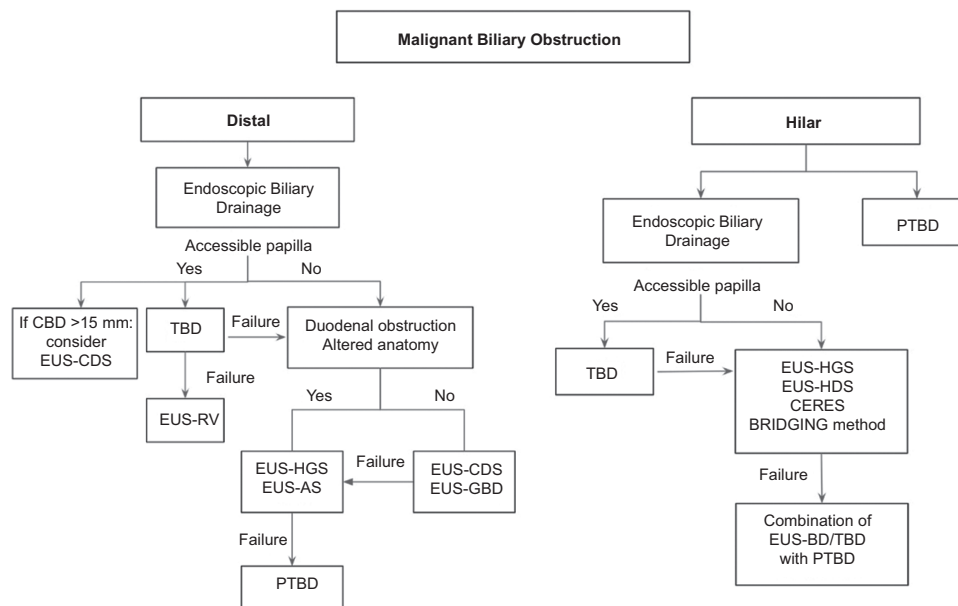 Malignant Biliary Obstruction
Distal
Endoscopic Biliary
Drainage
Accessible papilla
Yes
No
If CBD >15 mm:
consider
EUS-CDS
TBD
Failure
Duodenal obstruction
Altered anatomy
Failure
EUS-RV
Yes
No
EUS-HGS
EUS-AS
Failure
EUS-CDS
EUS-GBD
Failure
PTBD
Hilar
Endoscopic Biliary
Drainage
PTBD
Accessible papilla
Yes
No
TBD
Failure
EUS-HGS
EUS-HDS
CERES
BRIDGING method
Failure
Combination of
EUS-BD/TBD
with PTBD